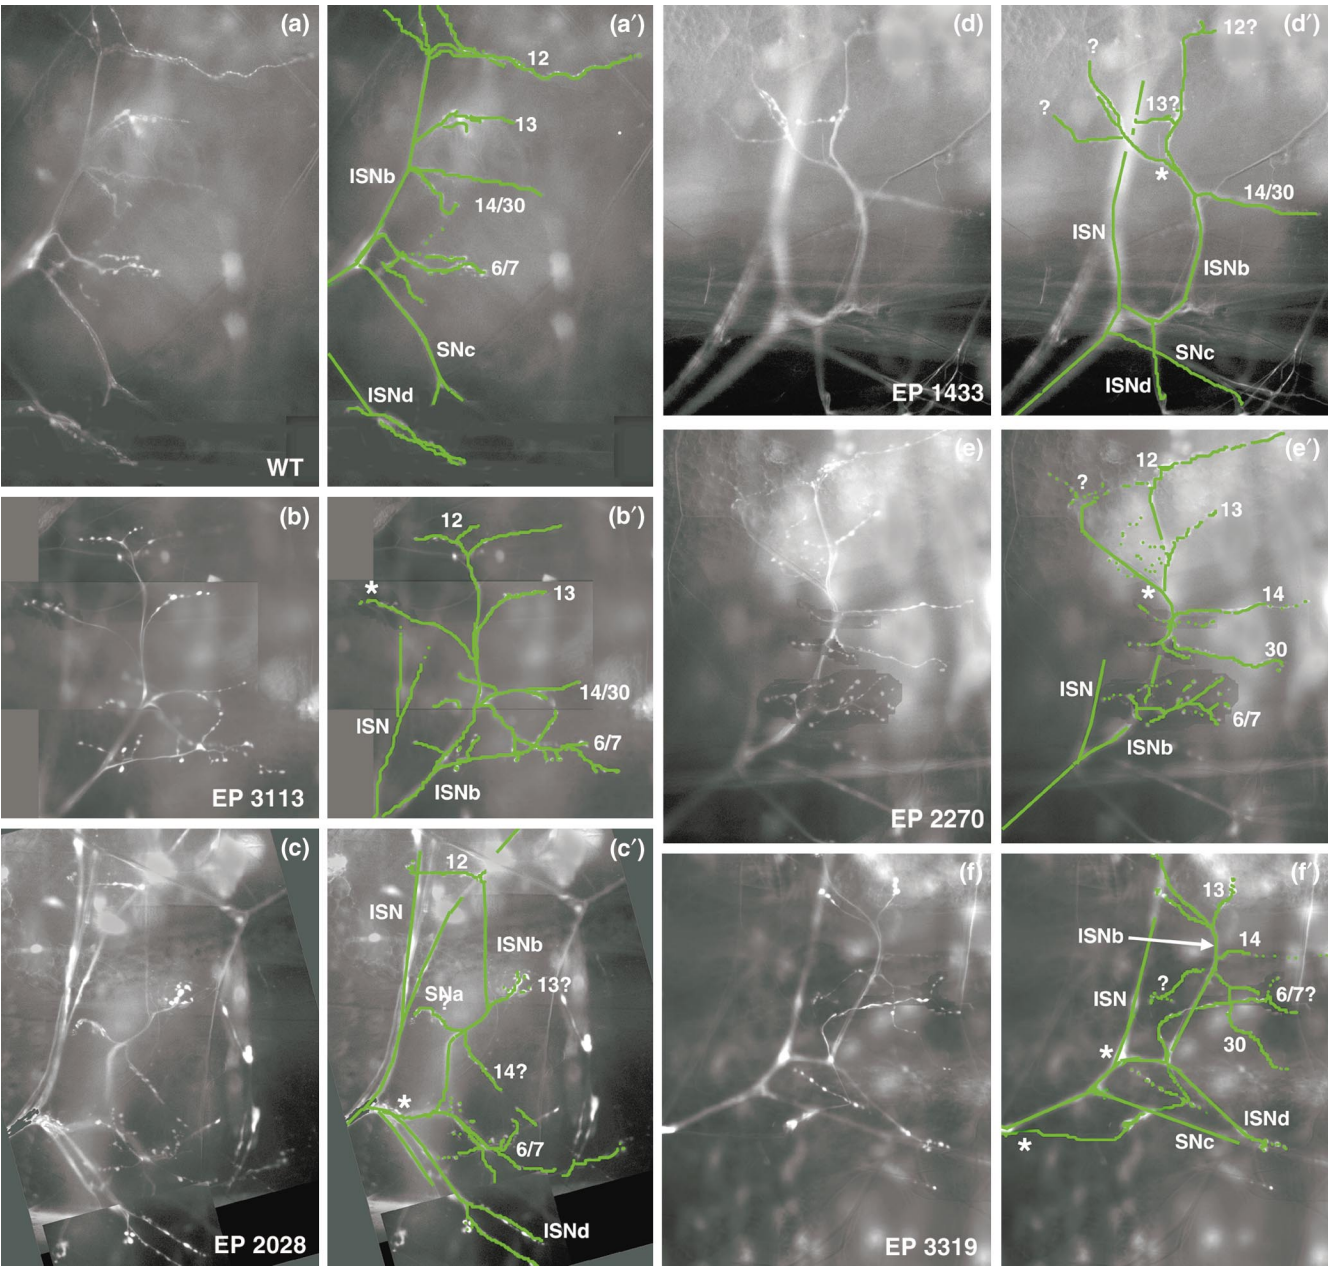 (a)
WT
(a′)
12
13
ISNb
14/30
6/7
SNc
ISNd
(b)
EP 3113
(b′)
12
*
13
14/30
ISN
6/7
ISNb
(c)
EP 2028
(c′)
12
ISN
ISNb
SNa
?
13?
14?
*
6/7
ISNd
(d)
EP 1433
(d′)
12?
?
13?
?
*
14/30
ISN
ISNb
SNc
ISNd
(e)
EP 2270
(e′)
12
?
13
*
14
30
ISN
6/7
ISNb
(f)
EP 3319
(f′)
13
ISNb
14
?
ISN
6/7?
30
*
ISNd
SNc
*